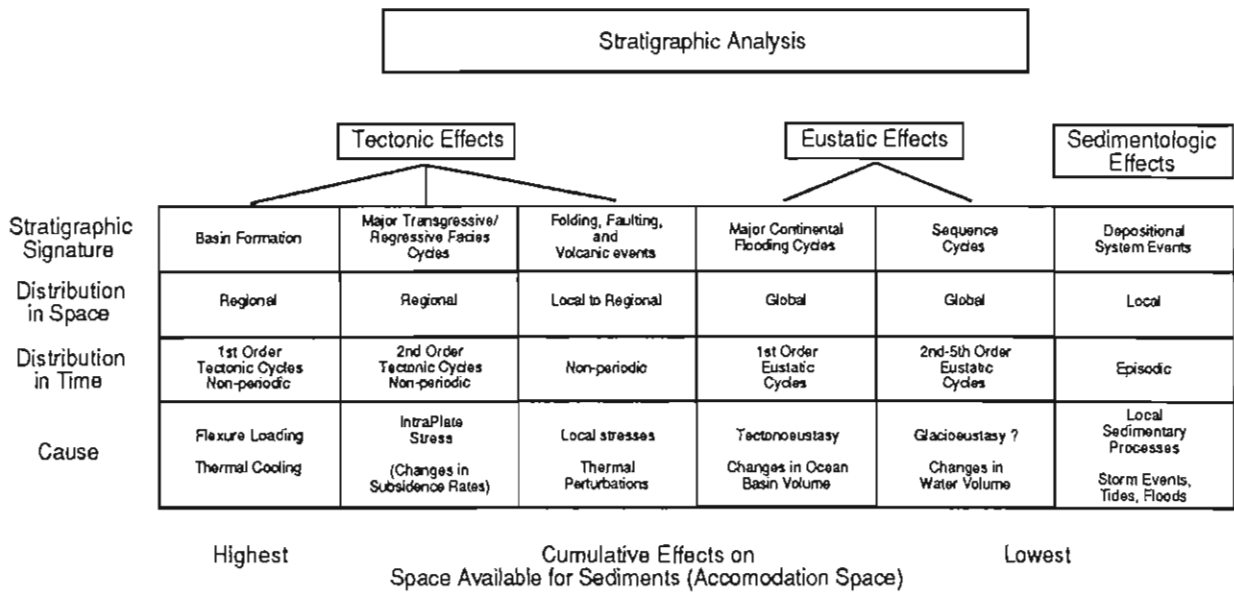 Stratigraphic Analysis
Tectonic Effects
Eustatic Effects
Sedimentologic
Effects
Stratigraphic
Signature
Basin Formation
Major Transgressive/
Regressive Facies
Cycles
Folding, Faulting,
and
Volcanic events
Major Continental
Flooding Cycles
Sequence
Cycles
Depositional
System Events
Distribution
in Space
Regional
Regional
Local to Regional
Global
Global
Local
Distribution
in Time
1st Order
Tectonic Cycles
Non-periodic
2nd Order
Tectonic Cycles
Non-periodic
Non-periodic
1st Order
Eustatic
Cycles
2nd-5th Order
Eustatic
Cycles
Episodic
Cause
Flexure Loading
Thermal Cooling
IntraPlate
Stress
(Changes in
Subsidence Rates)
Local stresses
Thermal
Perturbations
Tectonoeustasy
Changes in Ocean
Basin Volume
Glacioeustasy ?
Changes in
Water Volume
Local
Sedimentary
Processes
Storm Events,
Tides, Floods
Highest
Cumulative Effects on
Space Available for Sediments (Accomodation Space)
Lowest